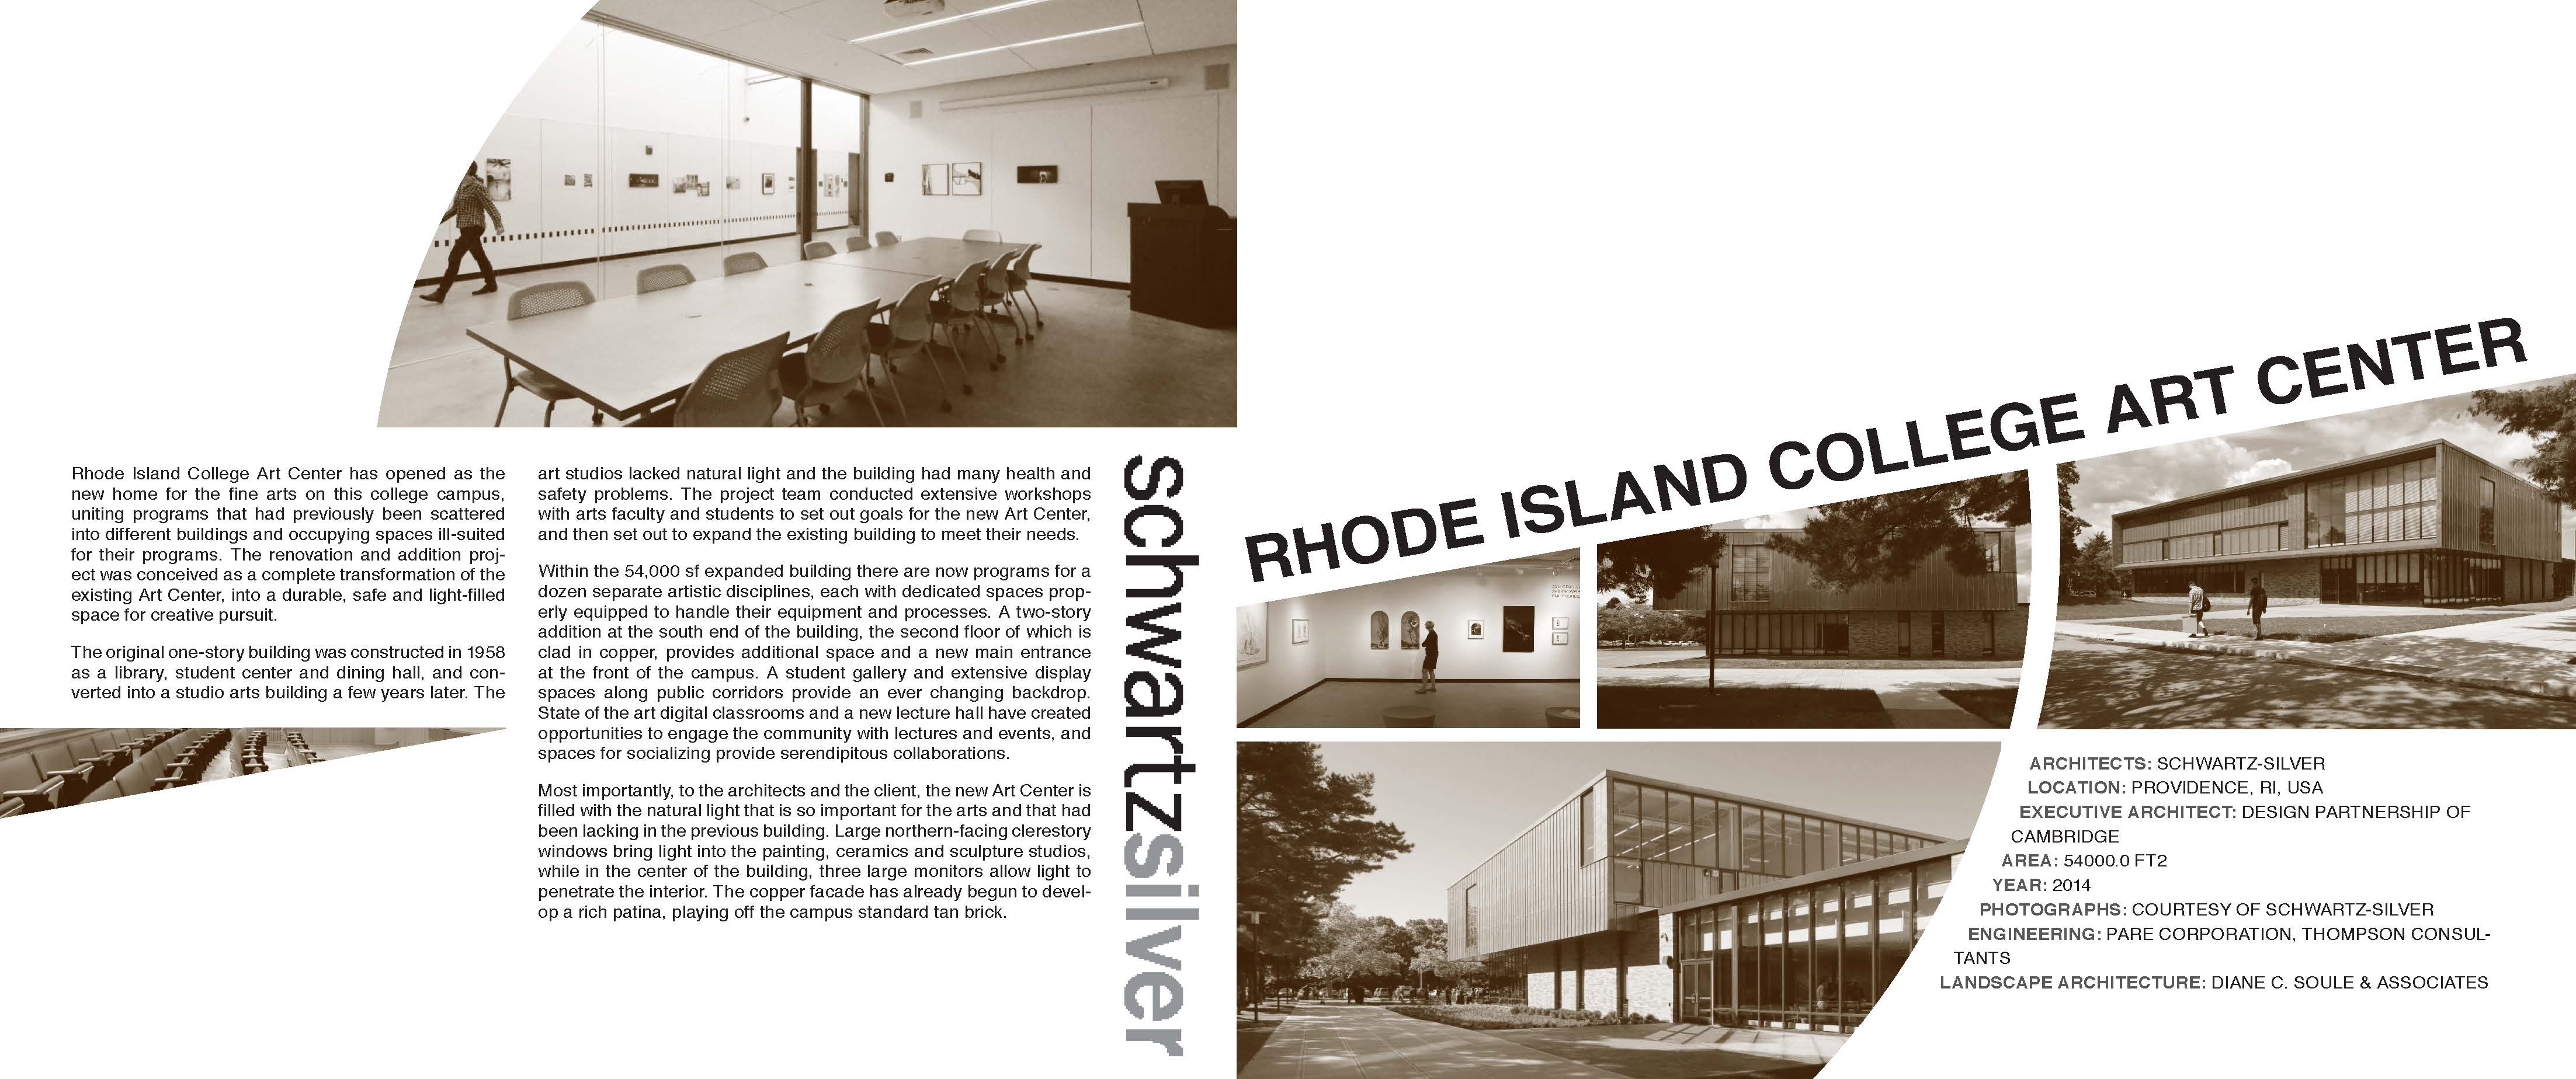 Rhode Island College Art Center has opened as the
new home for the fine arts on this college campus,
uniting programs that had previously been scattered
into different buildings and occupying spaces ill-suited
for their programs. The renovation and addition proj-
ect was conceived as a complete transformation of the
existing Art Center, into a durable, safe and light-filled
space for creative pursuit.
The original one-story building was constructed in 1958
as a library, student center and dining hall, and con-
verted into a studio arts building a few years later. The
art studios lacked natural light and the building had many health and
safety problems. The project team conducted extensive workshops
with arts faculty and students to set out goals for the new Art Center,
and then set out to expand the existing building to meet their needs.
Within the 54,000 sf expanded building there are now programs for a
dozen separate artistic disciplines, each with dedicated spaces prop-
erly equipped to handle their equipment and processes. A two-story
addition at the south end of the building, the second floor of which is
clad in copper, provides additional space and a new main entrance
at the front of the campus. A student gallery and extensive display
spaces along public corridors provide an ever changing backdrop.
State of the art digital classrooms and a new lecture hall have created
opportunities to engage the community with lectures and events, and
spaces for socializing provide serendipitous collaborations.
Most importantly, to the architects and the client, the new Art Center is
filled with the natural light that is so important for the arts and that had
been lacking in the previous building. Large northern-facing clerestory
windows bring light into the painting, ceramics and sculpture studios,
while in the center of the building, three large monitors allow light to
penetrate the interior. The copper facade has already begun to devel-
op a rich patina, playing off the campus standard tan brick.
schwartzsilver
RHODE ISLAND COLLEGE ART CENTER
ARCHITECTS: SCHWARTZ-SILVER
LOCATION: PROVIDENCE, RI, USA
EXECUTIVE ARCHITECT: DESIGN PARTNERSHIP OF
CAMBRIDGE
AREA: 54000.0 FT2
YEAR: 2014
PHOTOGRAPHS: COURTESY OF SCHWARTZ-SILVER
ENGINEERING: PARE CORPORATION, THOMPSON CONSUL-
TANTS
LANDSCAPE ARCHITECTURE: DIANE C. SOULE & ASSOCIATES